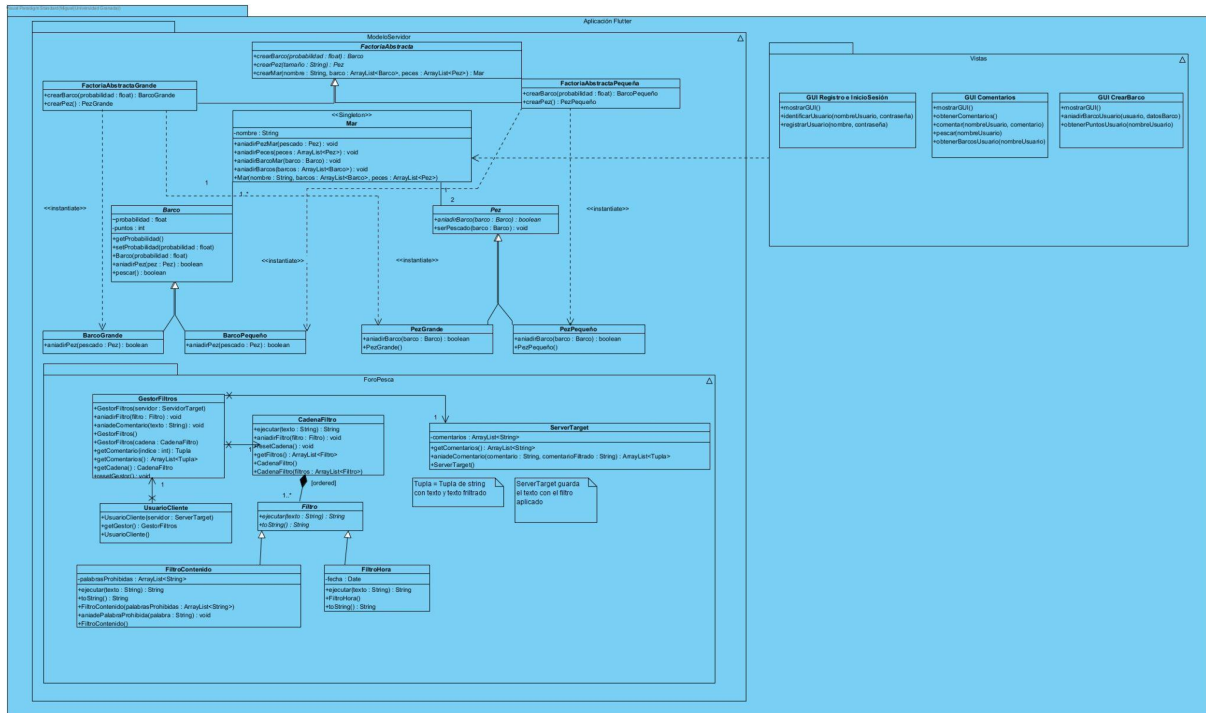 Aplicación Flutter
ModeloServidor
FactoriaAbstracta
+crearBarco(probabilidad : float) : Barco
+crearPez(tamaño : String) : Pez
+crearMar(nombre : String, barco : ArrayList<Barco>, peces : ArrayList<Pez>) : Mar
FactoriaAbstractaGrande
+crearBarco(probabilidad : float) : BarcoGrande
+crearPez() : PezGrande
FactoriaAbstractaPequeña
+crearBarco(probabilidad : float) : BarcoPequeño
+crearPez() : PezPequeño
<<Singleton>>
Mar
-nombre : String
+aniadirPezMar(pescado : Pez) : void
+aniadirPeces(peces : ArrayList<Pez>) : void
+aniadirBarcoMar(barco : Barco) : void
+aniadirBarcos(barcos : ArrayList<Barco>) : void
+Mar(nombre : String, barcos : ArrayList<Barco>, peces : ArrayList<Pez>)
1
1..*
1
2
<<instantiate>>
<<instantiate>>
<<instantiate>>
<<instantiate>>
Barco
~probabilidad : float
~puntos : int
+getProbabilidad()
+setProbabilidad(probabilidad : float)
+Barco(probabilidad : float)
+aniadirPez(pez : Pez) : boolean
+pescar() : boolean
Pez
+aniadirBarco(barco : Barco) : boolean
+serPescado(barco : Barco) : void
BarcoGrande
+aniadirPez(pescado : Pez) : boolean
BarcoPequeño
+aniadirPez(pescado : Pez) : boolean
PezGrande
+aniadirBarco(barco : Barco) : boolean
+PezGrande()
PezPequeño
+aniadirBarco(barco : Barco) : boolean
+PezPequeño()
Vistas
GUI Registro e InicioSesión
+mostrarGUI()
+identificarUsuario(nombreUsuario, contraseña)
+registrarUsuario(nombre, contraseña)
GUI Comentarios
+mostrarGUI()
+obtenerComentarios()
+comentar(nombreUsuario, comentario)
+pescar(nombreUsuario)
+obtenerBarcosUsuario(nombreUsuario)
GUI CrearBarco
+mostrarGUI()
+aniadirBarcoUsuario(usuario, datosBarco)
+obtenerPuntosUsuario(nombreUsuario)
ForoPesca
GestorFiltros
+GestorFiltros(servidor : ServidorTarget)
+aniadirFiltro(filtro : Filtro) : void
+aniadeComentario(texto : String) : void
+GestorFiltros()
+GestorFiltros(cadena : CadenaFiltro)
+getComentario(indice : int) : Tupla
+getComentarios() : ArrayList<Tupla>
+getCadena() : CadenaFiltro
+resetGestor() : void
CadenaFiltro
+ejecutar(texto : String) : String
+aniadirFiltro(filtro : Filtro) : void
+resetCadena() : void
+getFiltros() : ArrayList<Filtro>
+CadenaFiltro()
+CadenaFiltro(filtros : ArrayList<Filtro>)
1
1
1
{ordered}
1..*
ServerTarget
-comentarios : ArrayList<String>
+getComentarios() : ArrayList<String>
+aniadeComentario(comentario : String, comentarioFiltrado : String) : ArrayList<Tupla>
+ServerTarget()
Tupla = Tupla de string
con texto y texto friltrado
ServerTarget guarda
el texto con el filtro
aplicado
UsuarioCliente
+UsuarioCliente(servidor : ServerTarget)
+getGestor() : GestorFiltros
+UsuarioCliente()
Filtro
+ejecutar(texto : String) : String
+toString() : String
FiltroContenido
-palabrasProhibidas : ArrayList<String>
+ejecutar(texto : String) : String
+toString() : String
+FiltroContenido(palabrasProhibidas : ArrayList<String>)
+aniadePalabraProhibida(palabra : String) : void
+FiltroContenido()
FiltroHora
-fecha : Date
+ejecutar(texto : String) : String
+FiltroHora()
+toString() : String